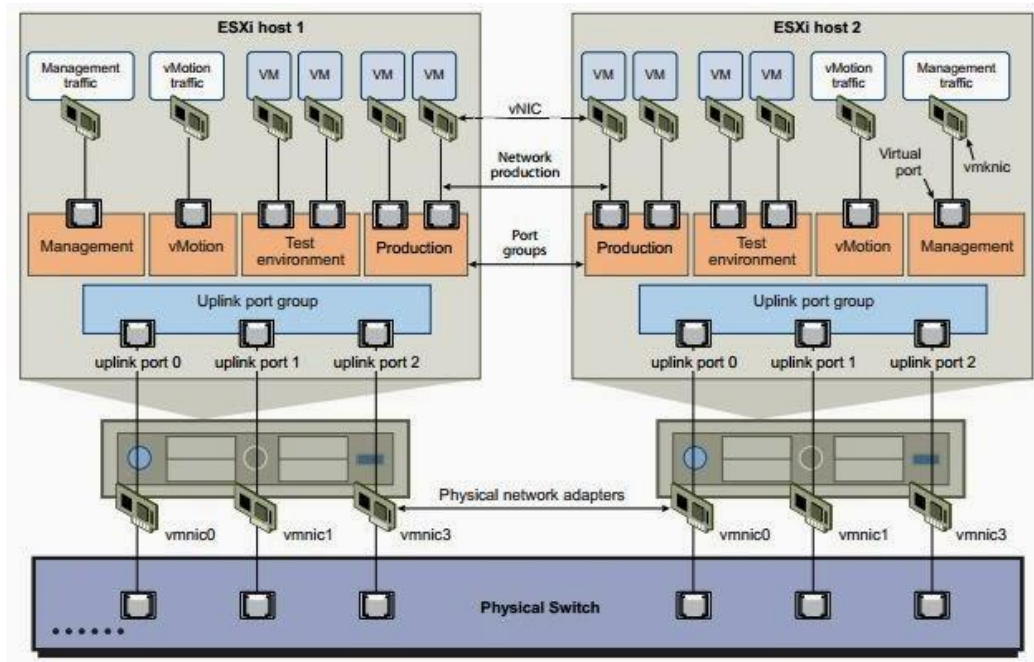 ESXi host 1
ESXi host 2
Management
traffic
vMotion
traffic
VM
VM
VM
VM
VM
VM
VM
VM
vMotion
traffic
Management
traffic
vNIC
Network
production
Virtual
port
vmknic
Port
groups
Management
vMotion
Test
environment
Production
Production
Test
environment
vMotion
Management
Uplink port group
Uplink port group
uplink port 0
uplink port 1
uplink port 2
uplink port 0
uplink port 1
uplink port 2
Physical network adapters
vmnic0
vmnic1
vmnic3
vmnic0
vmnic1
vmnic3
Physical Switch